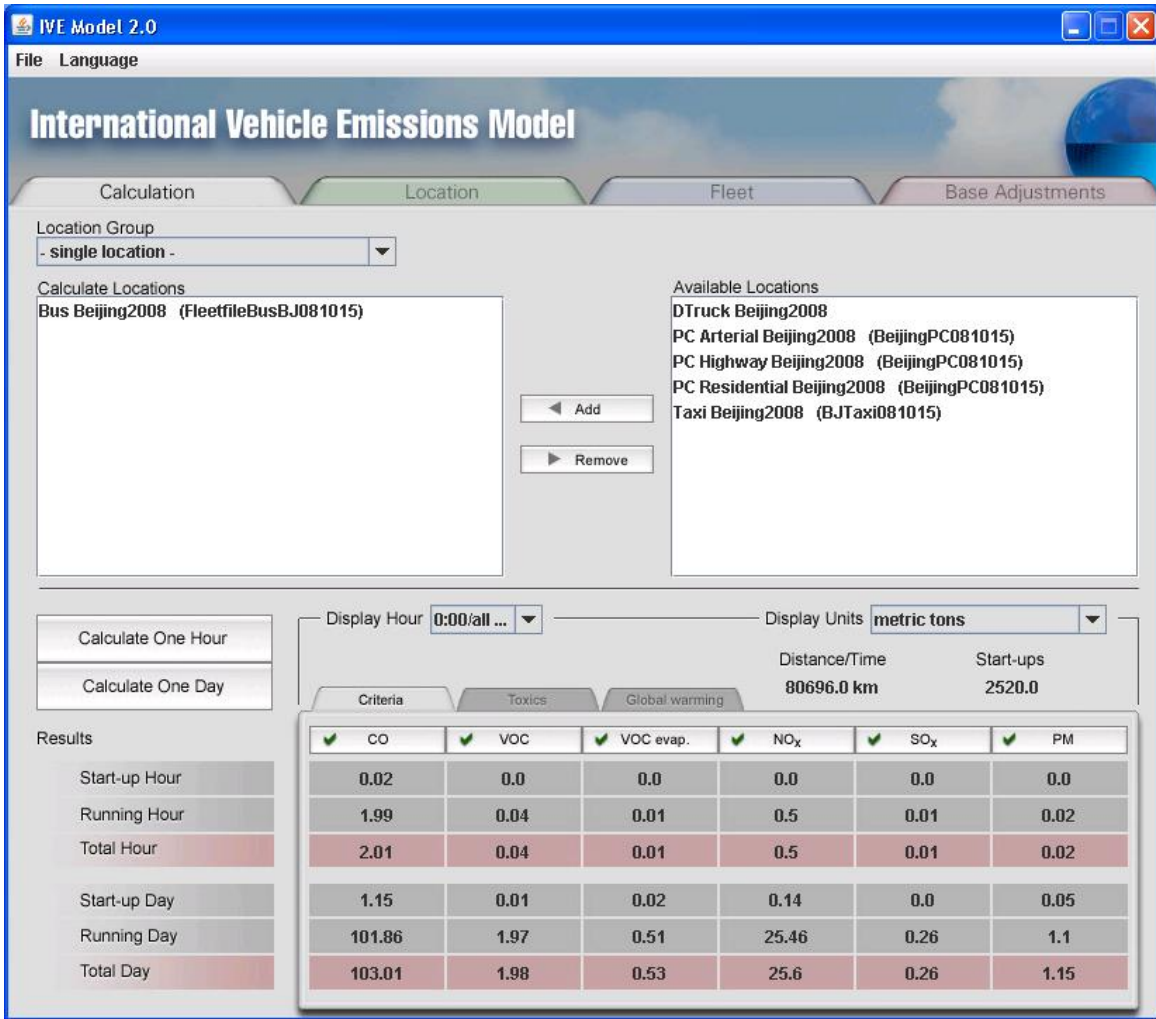 IVE Model 2.0
File Language
International Vehicle Emissions Model
Calculation Location Fleet Base Adjustments
Location Group
- single location -
Calculate Locations Available Locations
Bus Beijing2008 (FleetfileBusBJ081015) DTruck Beijing2008
PC Arterial Beijing2008 (BeijingPC081015)
PC Highway Beijing2008 (BeijingPC081015)
PC Residential Beijing2008 (BeijingPC081015)
Add Taxi Beijing2008 (BJTaxi081015)
Remove
Display Hour 0:00/all ... Display Units metric tons
Calculate One Hour
Distance/Time Start-ups
Calculate One Day 80696.0 km 2520.0
Criteria Toxics Global warming
Results CO VOC VOC evap. NOx SOx PM
Start-up Hour 0.02 0.0 0.0 0.0 0.0 0.0
Running Hour 1.99 0.04 0.01 0.5 0.01 0.02
Total Hour 2.01 0.04 0.01 0.5 0.01 0.02
Start-up Day 1.15 0.01 0.02 0.14 0.0 0.05
Running Day 101.86 1.97 0.51 25.46 0.26 1.1
Total Day 103.01 1.98 0.53 25.6 0.26 1.15